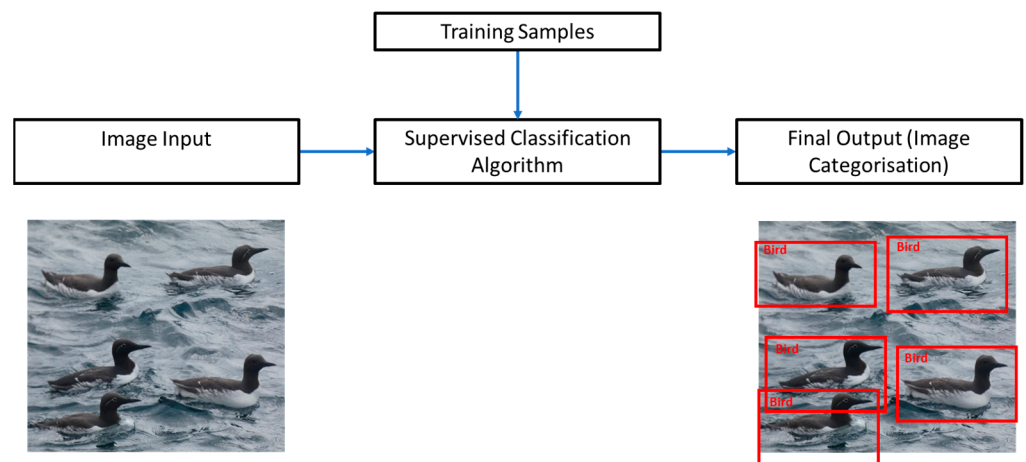 Training Samples
Image Input
Supervised Classification
Algorithm
Final Output (Image
Categorisation)
Bird
Bird
Bird
Bird
Bird